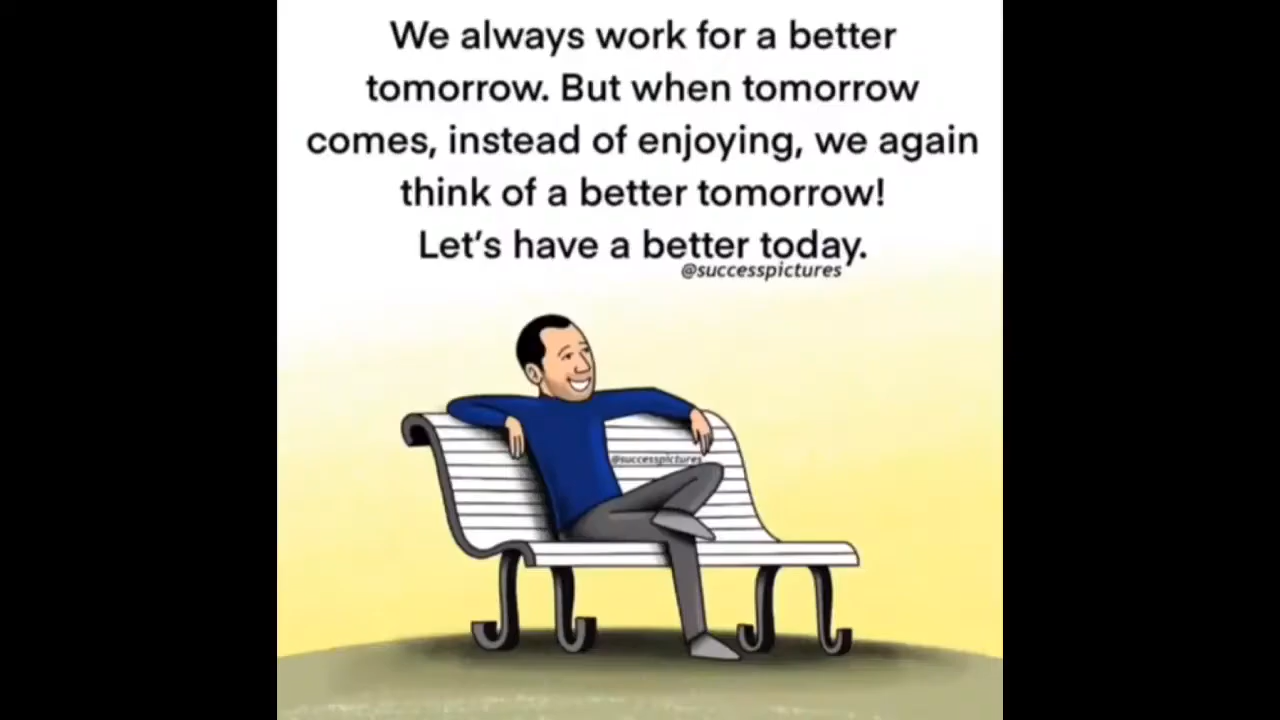 We always work for a better
tomorrow. But when tomorrow
comes, instead of enjoying, we again
think of a better tomorrow!
Let’s have a better today.
@successpictures
@successpictures